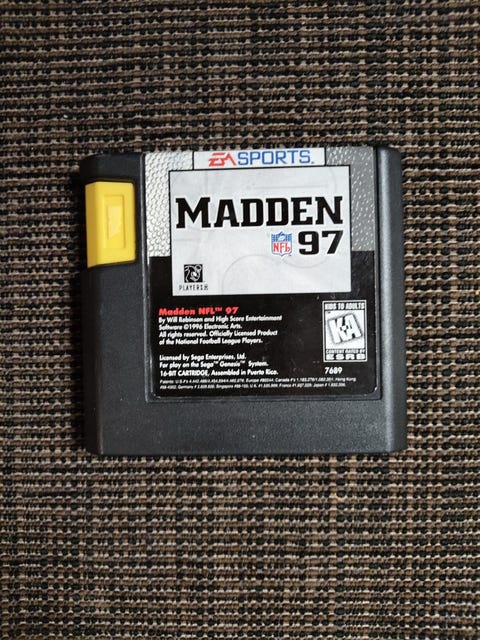 EA SPORTS™
MADDEN
NFL 97
PLAYERS
Madden NFL™ 97
By Will Robinson and High Score Entertainment
Software ©1996 Electronic Arts.
All rights reserved. Officially Licensed Product
of the National Football League Players.
Licensed by Sega Enterprises, Ltd.
For play on the Sega™ Genesis™ System.
16-BIT CARTRIDGE, Assembled in Puerto Rico.
KIDS TO ADULTS
K-A
CONTENT RATED BY
ESRB
7689